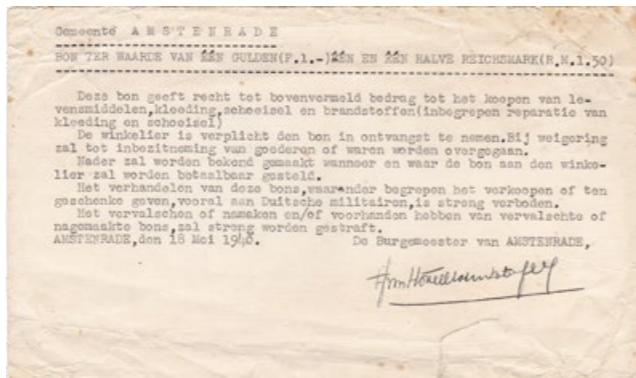 Gemeente AMSTENRADE
BON TER WAARDE VAN ÉÉN GULDEN(F.1.-)ÉÉN EN ÉÉN HALVE REICHSMARK(R.M.1.50)
Deze bon geeft recht tot bovenvermeld bedrag tot het koopen van le-
vensmiddelen,kleeding,schoeisel en brandstoffen(inbegrepen reparatie van
kleeding en schoeisel)
De winkelier is verplicht den bon in ontvangst te nemen.Bij weigering
zal tot inbezitneming van goederen of waren worden overgegaan.
Nader zal worden bekend gemaakt wanneer en waar de bon aan den winke-
lier zal worden betaalbaar gesteld.
Het verhandelen van deze bons,waaronder begrepen het verkoopen of ten
geschenke geven,vooral aan Duitsche militairen,is streng verboden.
Het vervalschen of namaken en/of voorhanden hebben van vervalschte of
nagemaakte bons,zal streng worden gestraft.
AMSTENRADE,den 18 Mei 1940. De Burgemeester van AMSTENRADE,